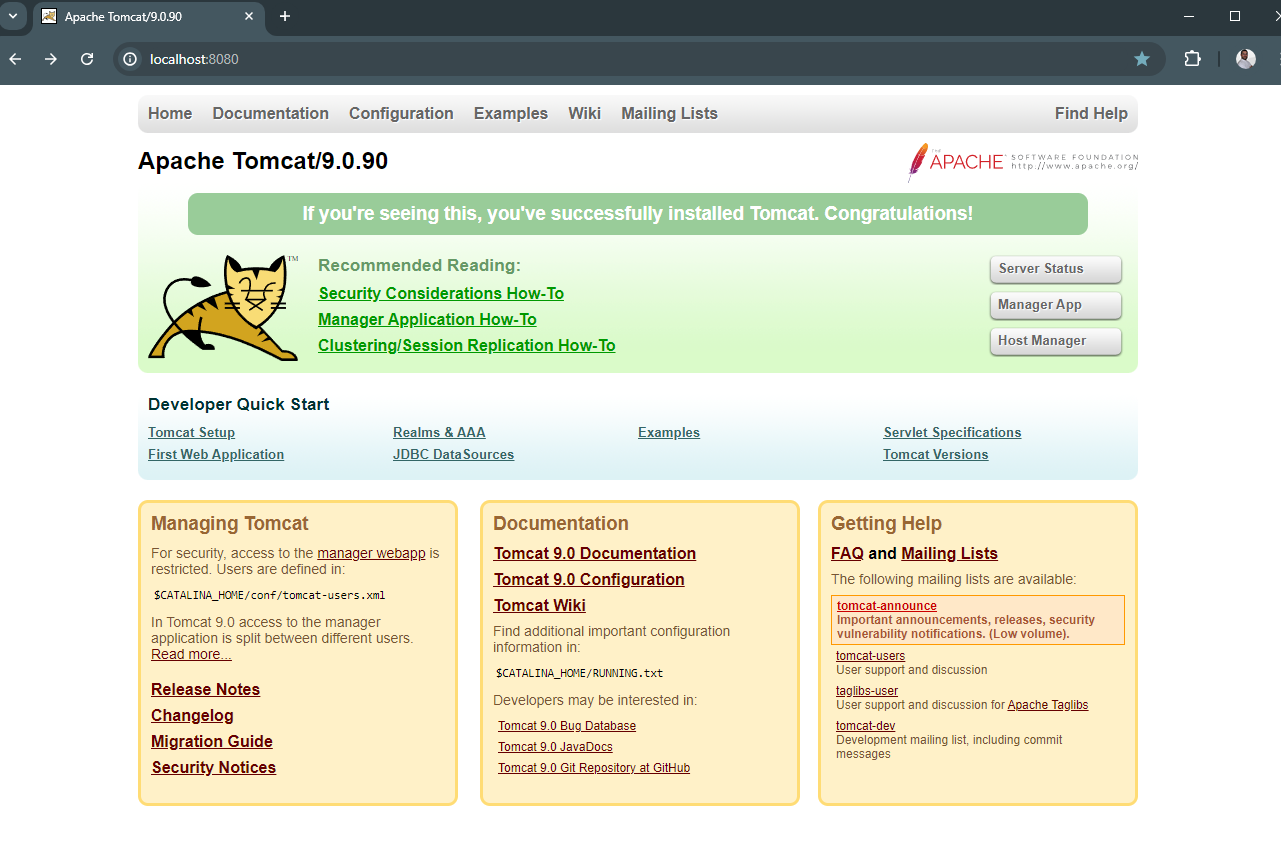 Apache Tomcat/9.0.90
localhost:8080
Home Documentation Configuration Examples Wiki Mailing Lists Find Help
Apache Tomcat/9.0.90
THE
APACHE SOFTWARE FOUNDATION
http://www.apache.org/
If you're seeing this, you've successfully installed Tomcat. Congratulations!
TM
Recommended Reading:
Security Considerations How-To
Manager Application How-To
Clustering/Session Replication How-To
Server Status
Manager App
Host Manager
Developer Quick Start
Tomcat Setup
First Web Application
Realms & AAA
JDBC DataSources
Examples
Servlet Specifications
Tomcat Versions
Managing Tomcat
For security, access to the manager webapp is
restricted. Users are defined in:
$CATALINA_HOME/conf/tomcat-users.xml
In Tomcat 9.0 access to the manager
application is split between different users.
Read more...
Release Notes
Changelog
Migration Guide
Security Notices
Documentation
Tomcat 9.0 Documentation
Tomcat 9.0 Configuration
Tomcat Wiki
Find additional important configuration
information in:
$CATALINA_HOME/RUNNING.txt
Developers may be interested in:
Tomcat 9.0 Bug Database
Tomcat 9.0 JavaDocs
Tomcat 9.0 Git Repository at GitHub
Getting Help
FAQ and Mailing Lists
The following mailing lists are available:
tomcat-announce
Important announcements, releases, security
vulnerability notifications. (Low volume).
tomcat-users
User support and discussion
taglibs-user
User support and discussion for Apache Taglibs
tomcat-dev
Development mailing list, including commit
messages